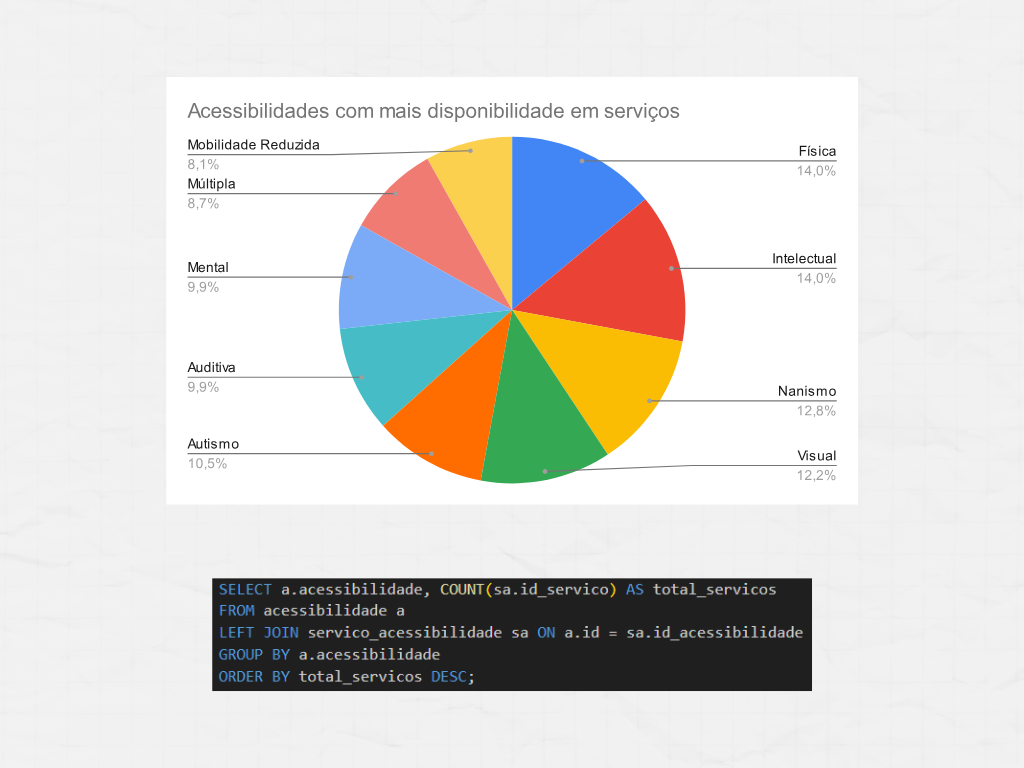 Acessibilidades com mais disponibilidade em serviços
Mobilidade Reduzida
8,1%
Múltipla
8,7%
Mental
9,9%
Auditiva
9,9%
Autismo
10,5%
Física
14,0%
Intelectual
14,0%
Nanismo
12,8%
Visual
12,2%
SELECT a.acessibilidade, COUNT(sa.id_servico) AS total_servicos
FROM acessibilidade a
LEFT JOIN servico_acessibilidade sa ON a.id = sa.id_acessibilidade
GROUP BY a.acessibilidade
ORDER BY total_servicos DESC;